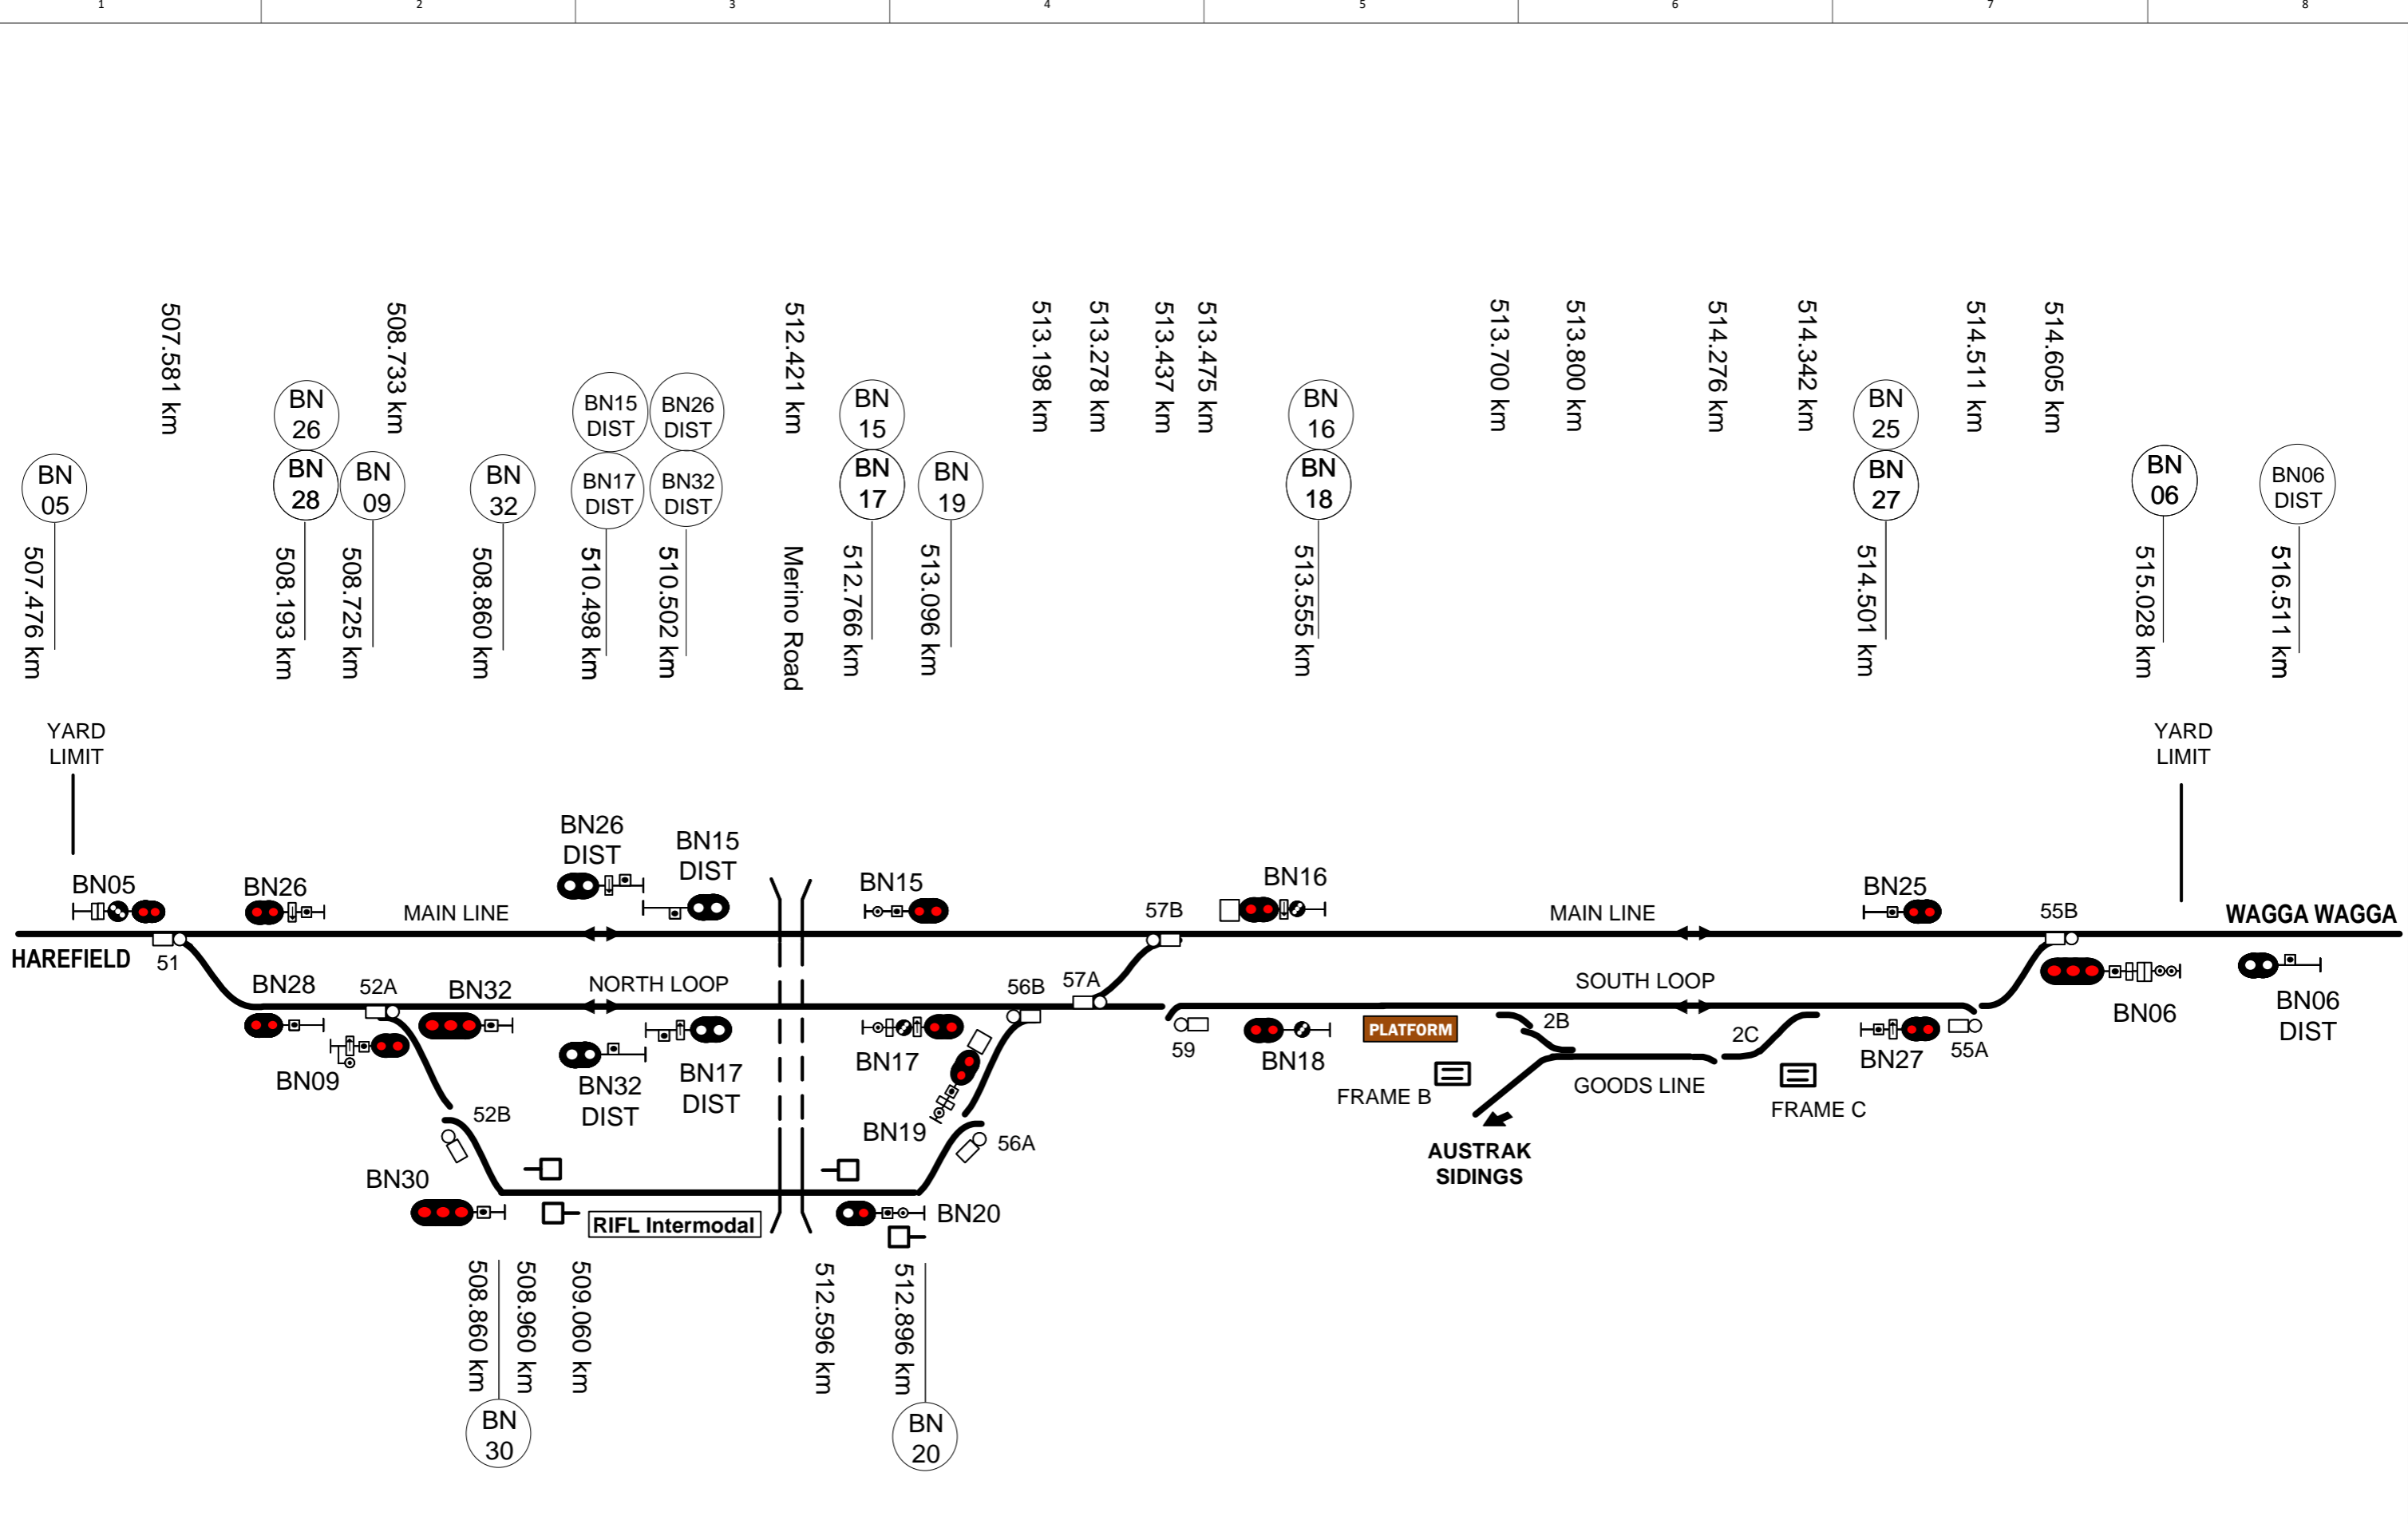 1 2 3 4 5 6 7 8
507.581 km
508.733 km
512.421 km
513.198 km
513.278 km
513.437 km
513.475 km
513.700 km
513.800 km
514.276 km
514.342 km
514.511 km
514.605 km
BN
05
BN
26
BN
28
BN
09
BN
32
BN15
DIST
BN17
DIST
BN26
DIST
BN32
DIST
BN
15
BN
17
BN
19
BN
16
BN
18
BN
25
BN
27
BN
06
BN06
DIST
507.476 km
508.193 km
508.725 km
508.860 km
510.498 km
510.502 km
Merino Road
512.766 km
513.096 km
513.555 km
514.501 km
515.028 km
516.511 km
YARD
LIMIT
YARD
LIMIT
BN05
BN26
MAIN LINE
BN26
DIST
BN15
DIST
BN15
57B
BN16
MAIN LINE
BN25
55B
WAGGA WAGGA
HAREFIELD
51
BN28
52A
BN32
NORTH LOOP
56B
57A
SOUTH LOOP
BN06
BN06
DIST
BN09
BN32
DIST
BN17
DIST
BN17
59
BN18
PLATFORM
2B
2C
BN27
55A
FRAME B
GOODS LINE
FRAME C
52B
BN19
56A
AUSTRAK
SIDINGS
BN30
RIFL Intermodal
BN20
508.860 km
508.960 km
509.060 km
512.596 km
512.896 km
BN
30
BN
20